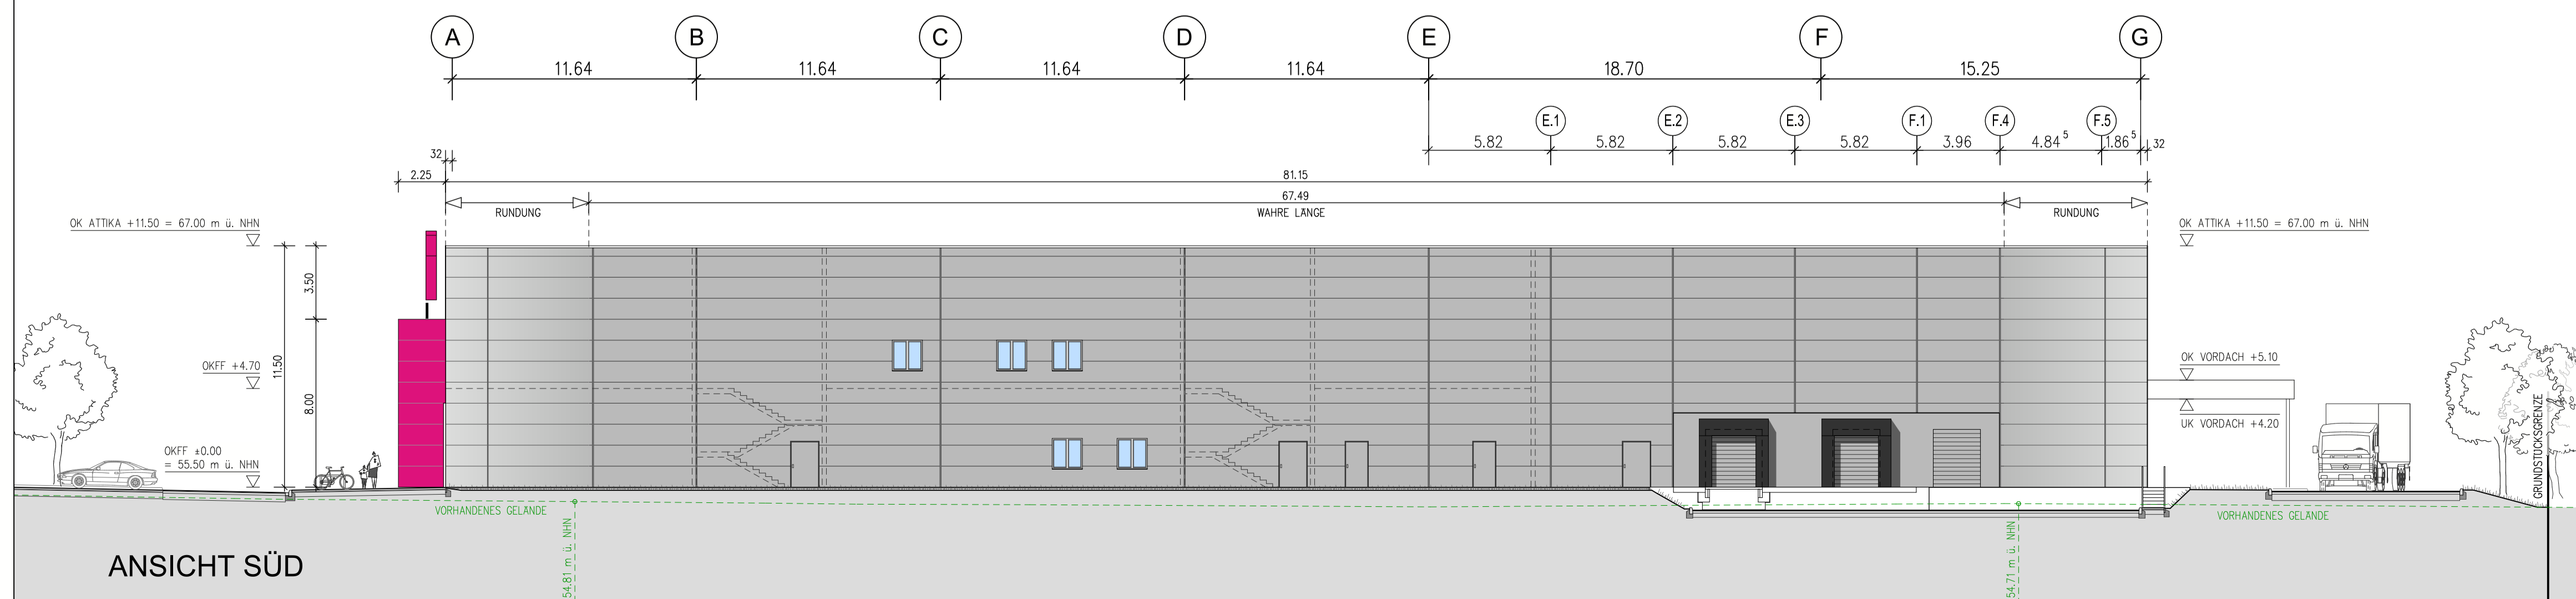 A B C D E F G
11.64 11.64 11.64 11.64 18.70 15.25
E.1 E.2 E.3 F.1 F.4 F.5
5.82 5.82 5.82 5.82 3.96 4.84⁵ 1.86⁵ 32
32
2.25 81.15
67.49
RUNDUNG WAHRE LÄNGE RUNDUNG
OK ATTIKA +11.50 = 67.00 m ü. NHN
OK ATTIKA +11.50 = 67.00 m ü. NHN
3.50
11.50
8.00
OKFF +4.70
OK VORDACH +5.10
UK VORDACH +4.20
OKFF ±0.00
= 55.50 m ü. NHN
GRUNDSTÜCKSGRENZE
VORHANDENES GELÄNDE
VORHANDENES GELÄNDE
54.81 m ü. NHN
54.71 m ü. NHN
ANSICHT SÜD